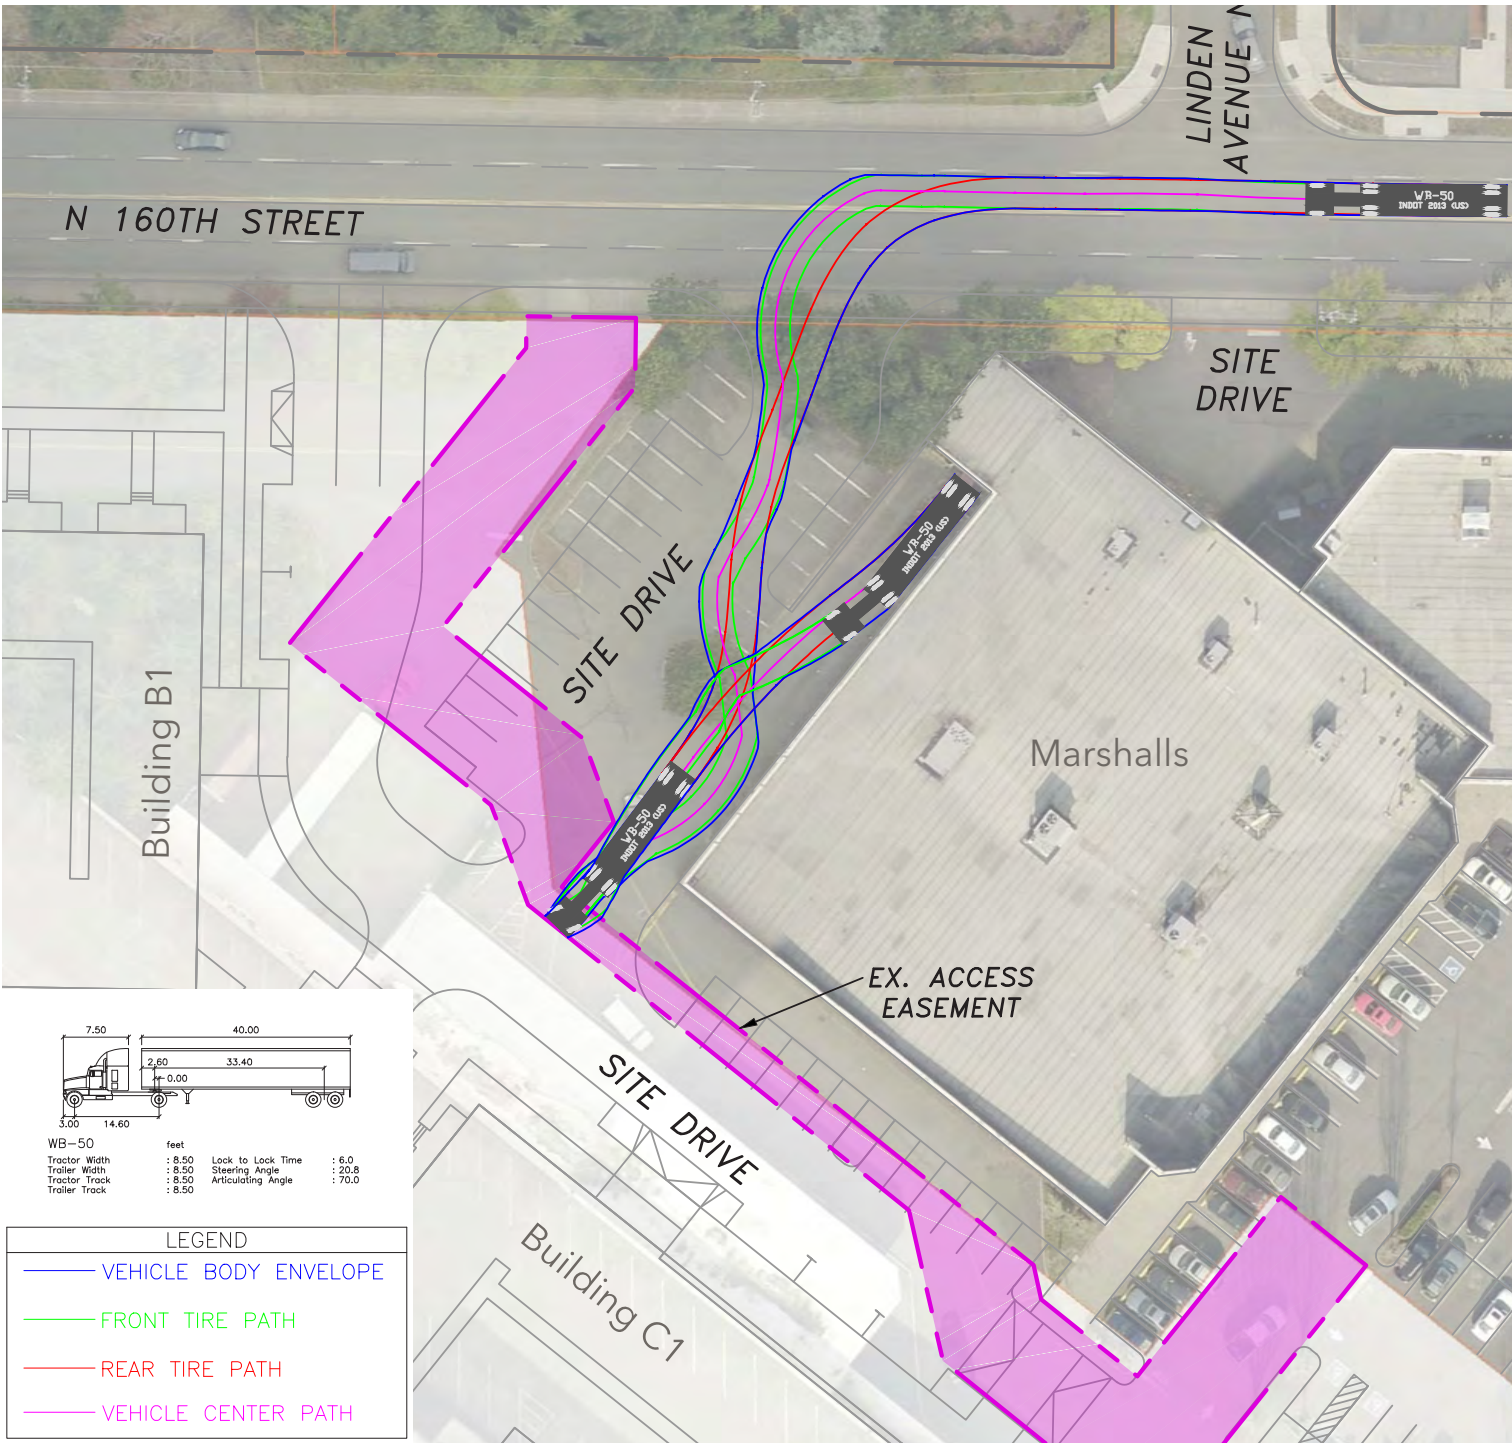 LINDEN
AVENUE N
WB-50
INDOT 2013 (US)
N 160TH STREET
SITE
DRIVE
WB-50
INDOT 2013 (US)
SITE DRIVE
Building B1
Marshalls
WB-50
INDOT 2013 (US)
EX. ACCESS
EASEMENT
SITE DRIVE
Building C1
7.50
40.00
2.60
33.40
0.00
3.00
14.60
WB-50
feet
Tractor Width : 8.50 Lock to Lock Time : 6.0
Trailer Width : 8.50 Steering Angle : 20.8
Tractor Track : 8.50 Articulating Angle : 70.0
Trailer Track : 8.50
LEGEND
VEHICLE BODY ENVELOPE
FRONT TIRE PATH
REAR TIRE PATH
VEHICLE CENTER PATH